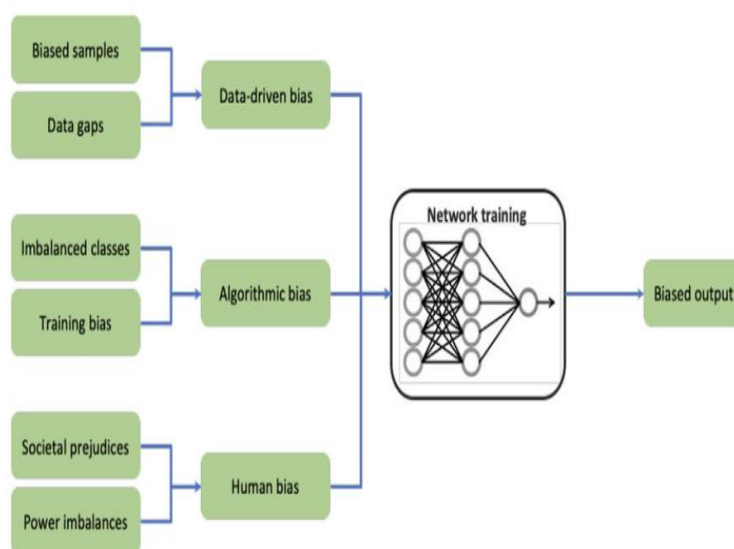 Biased samples
Data gaps
Data-driven bias
Imbalanced classes
Training bias
Algorithmic bias
Societal prejudices
Power imbalances
Human bias
Network training
Biased output